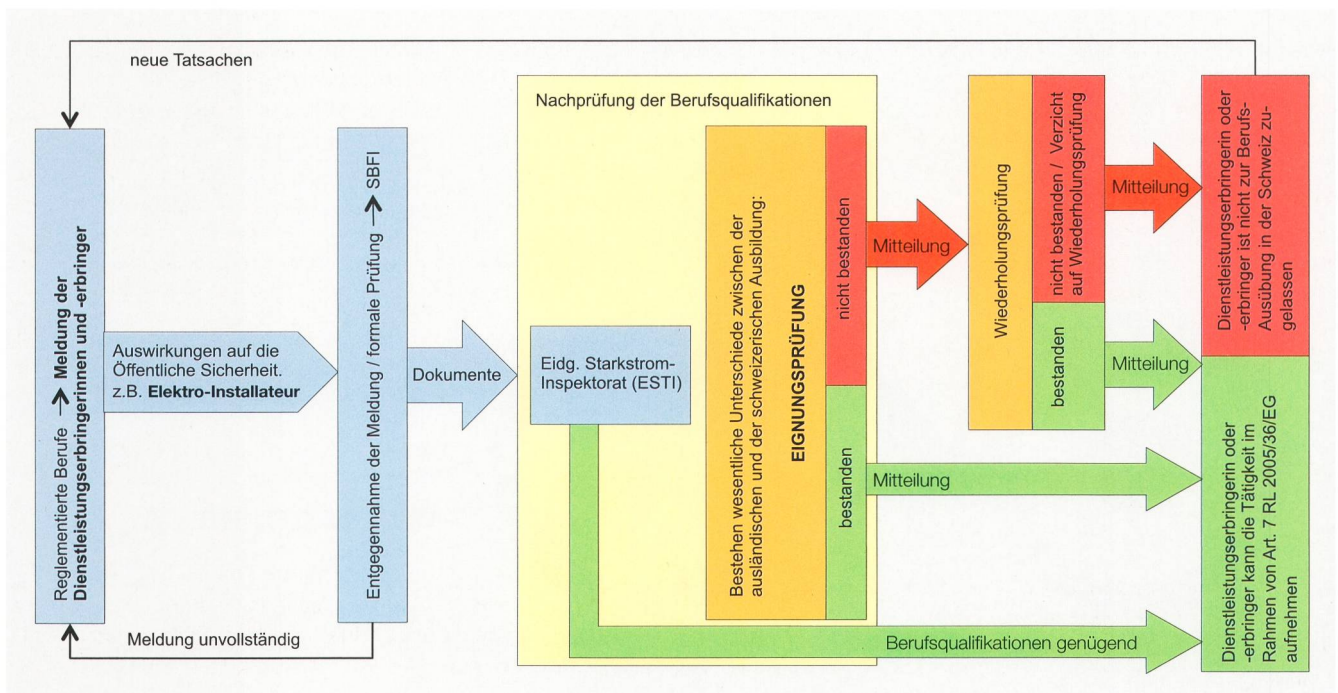 neue Tatsachen
Reglementierte Berufe → Meldung der
Dienstleistungserbringerinnen und -erbringer
Auswirkungen auf die
Öffentliche Sicherheit.
z.B. Elektro-Installateur
Meldung unvollständig
Entgegennahme der Meldung / formale Prüfung → SBFI
Dokumente
Nachprüfung der Berufsqualifikationen
Eidg. Starkstrom-
Inspektorat (ESTI)
Bestehen wesentliche Unterschiede zwischen der
ausländischen und der schweizerischen Ausbildung:
EIGNUNGSPRÜFUNG
nicht bestanden
bestanden
Mitteilung
Mitteilung
Berufsqualifikationen genügend
Wiederholungsprüfung
nicht bestanden / Verzicht
auf Wiederholungsprüfung
bestanden
Mitteilung
Mitteilung
Dienstleistungserbringerin oder
-erbringer ist nicht zur Berufs-
Ausübung in der Schweiz zu-
gelassen
Dienstleistungserbringerin oder
-erbringer kann die Tätigkeit im
Rahmen von Art. 7 RL 2005/36/EG
aufnehmen